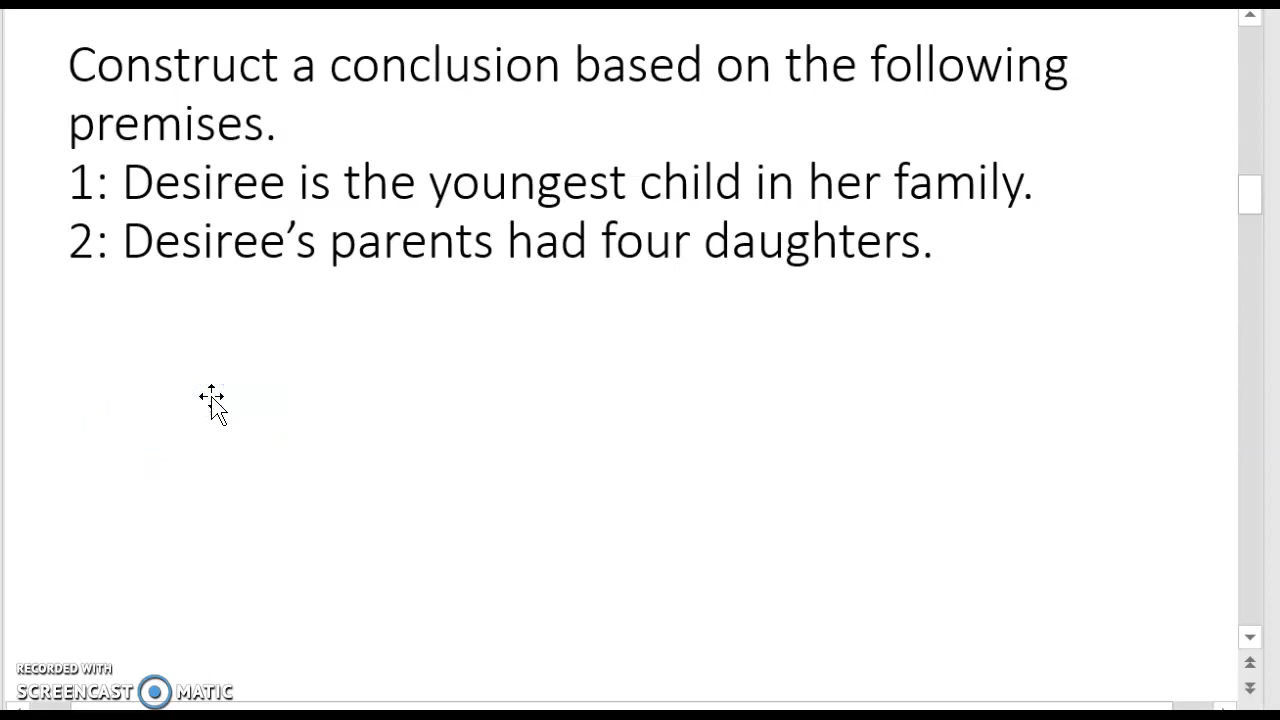 Construct a conclusion based on the following
premises.
1: Desiree is the youngest child in her family.
2: Desiree’s parents had four daughters.
RECORDED WITH
SCREENCAST MATIC